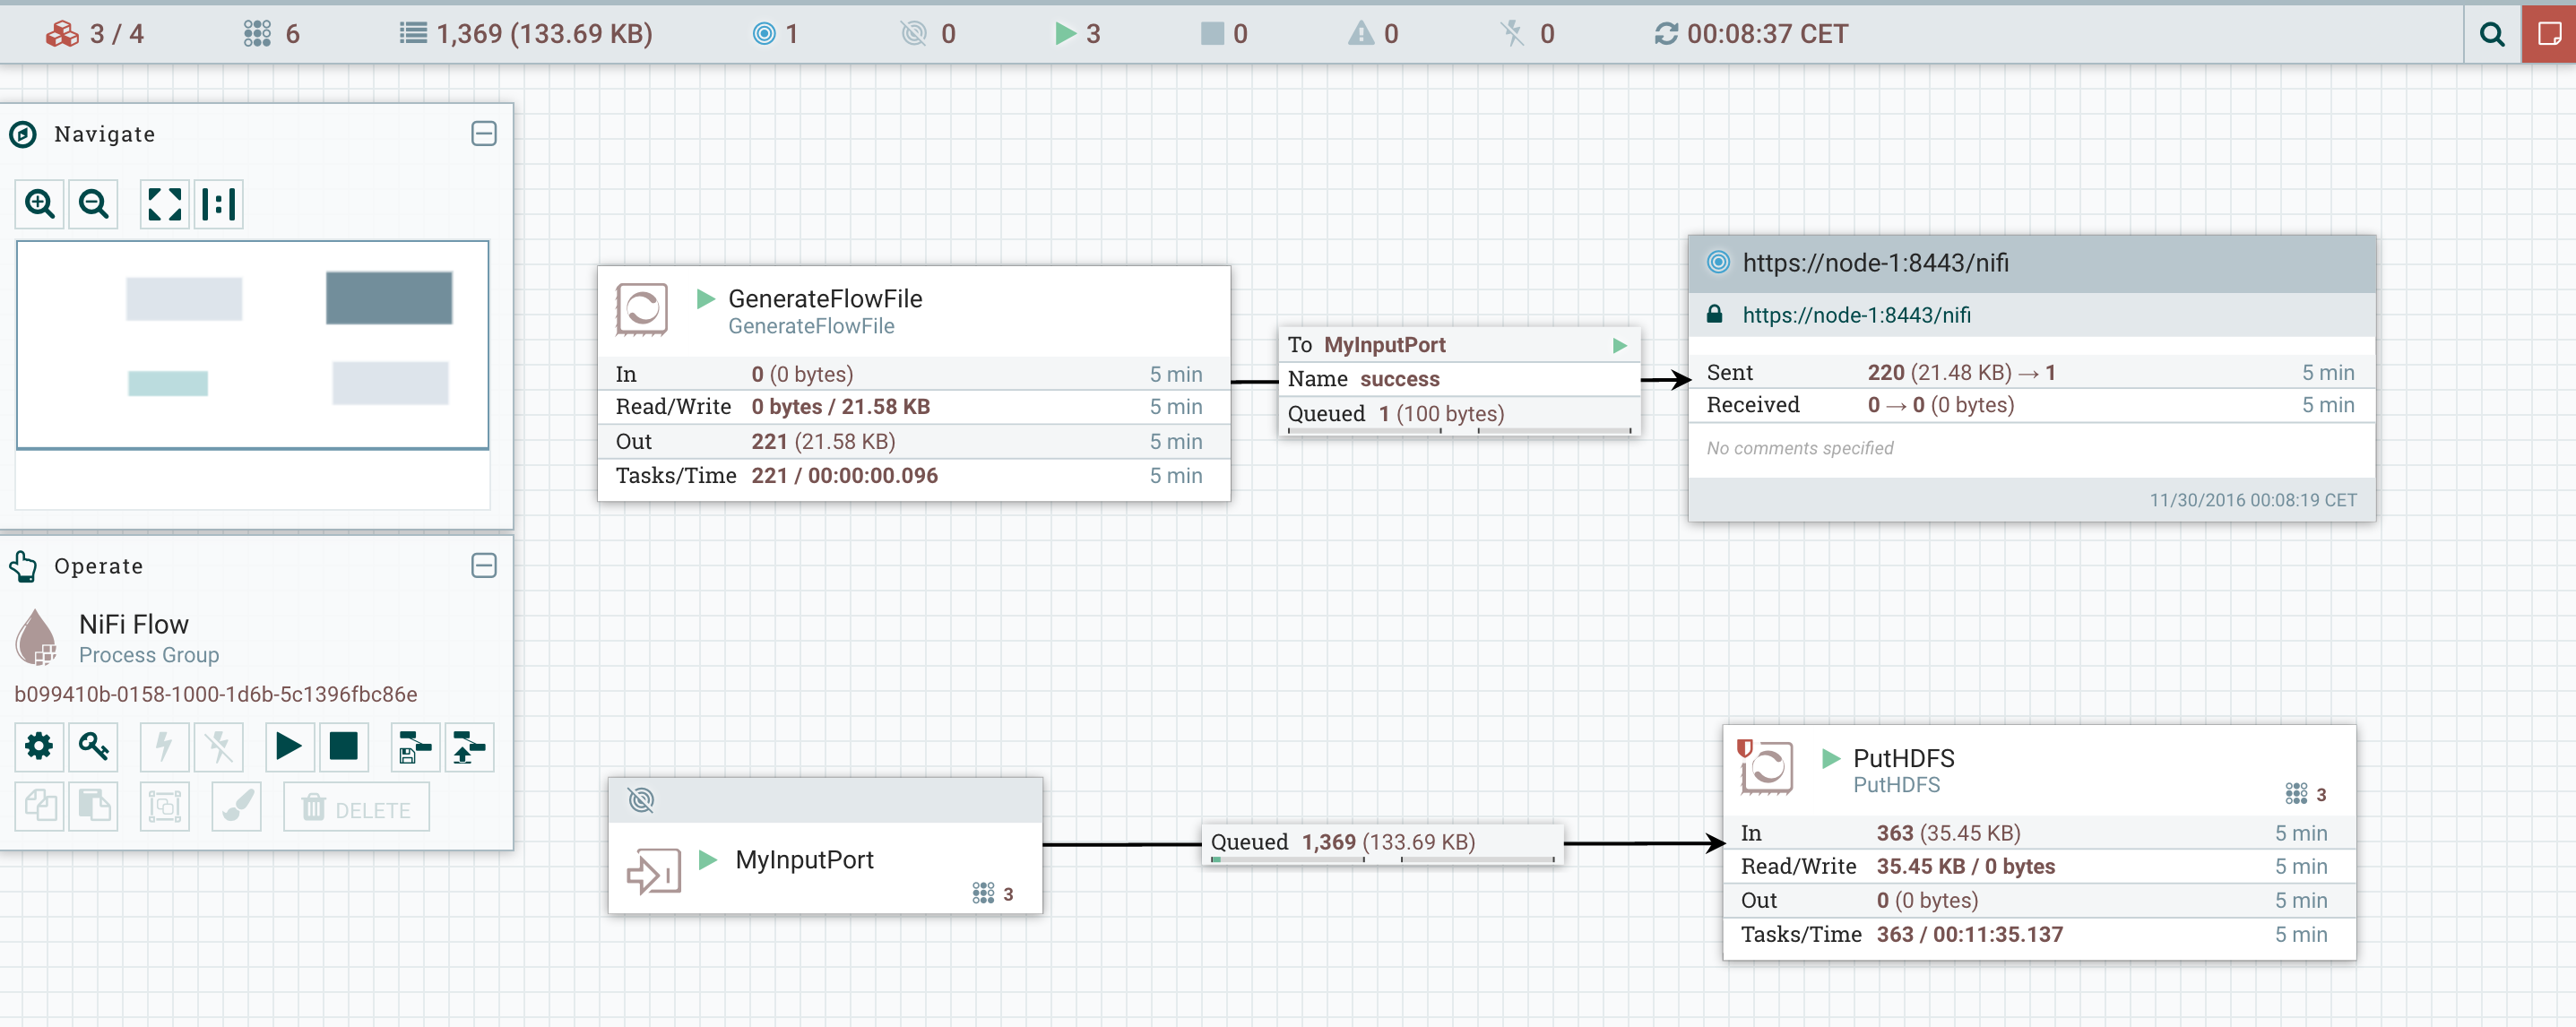 3 / 4 6 1,369 (133.69 KB) 1 0 3 0 0 0 00:08:37 CET
Navigate
GenerateFlowFile
GenerateFlowFile
In 0 (0 bytes) 5 min
Read/Write 0 bytes / 21.58 KB 5 min
Out 221 (21.58 KB) 5 min
Tasks/Time 221 / 00:00:00.096 5 min
To MyInputPort
Name success
Queued 1 (100 bytes)
https://node-1:8443/nifi
https://node-1:8443/nifi
Sent 220 (21.48 KB) → 1 5 min
Received 0 → 0 (0 bytes) 5 min
No comments specified
11/30/2016 00:08:19 CET
Operate
NiFi Flow
Process Group
b099410b-0158-1000-1d6b-5c1396fbc86e
DELETE
MyInputPort
3
Queued 1,369 (133.69 KB)
PutHDFS
PutHDFS
3
In 363 (35.45 KB) 5 min
Read/Write 35.45 KB / 0 bytes 5 min
Out 0 (0 bytes) 5 min
Tasks/Time 363 / 00:11:35.137 5 min